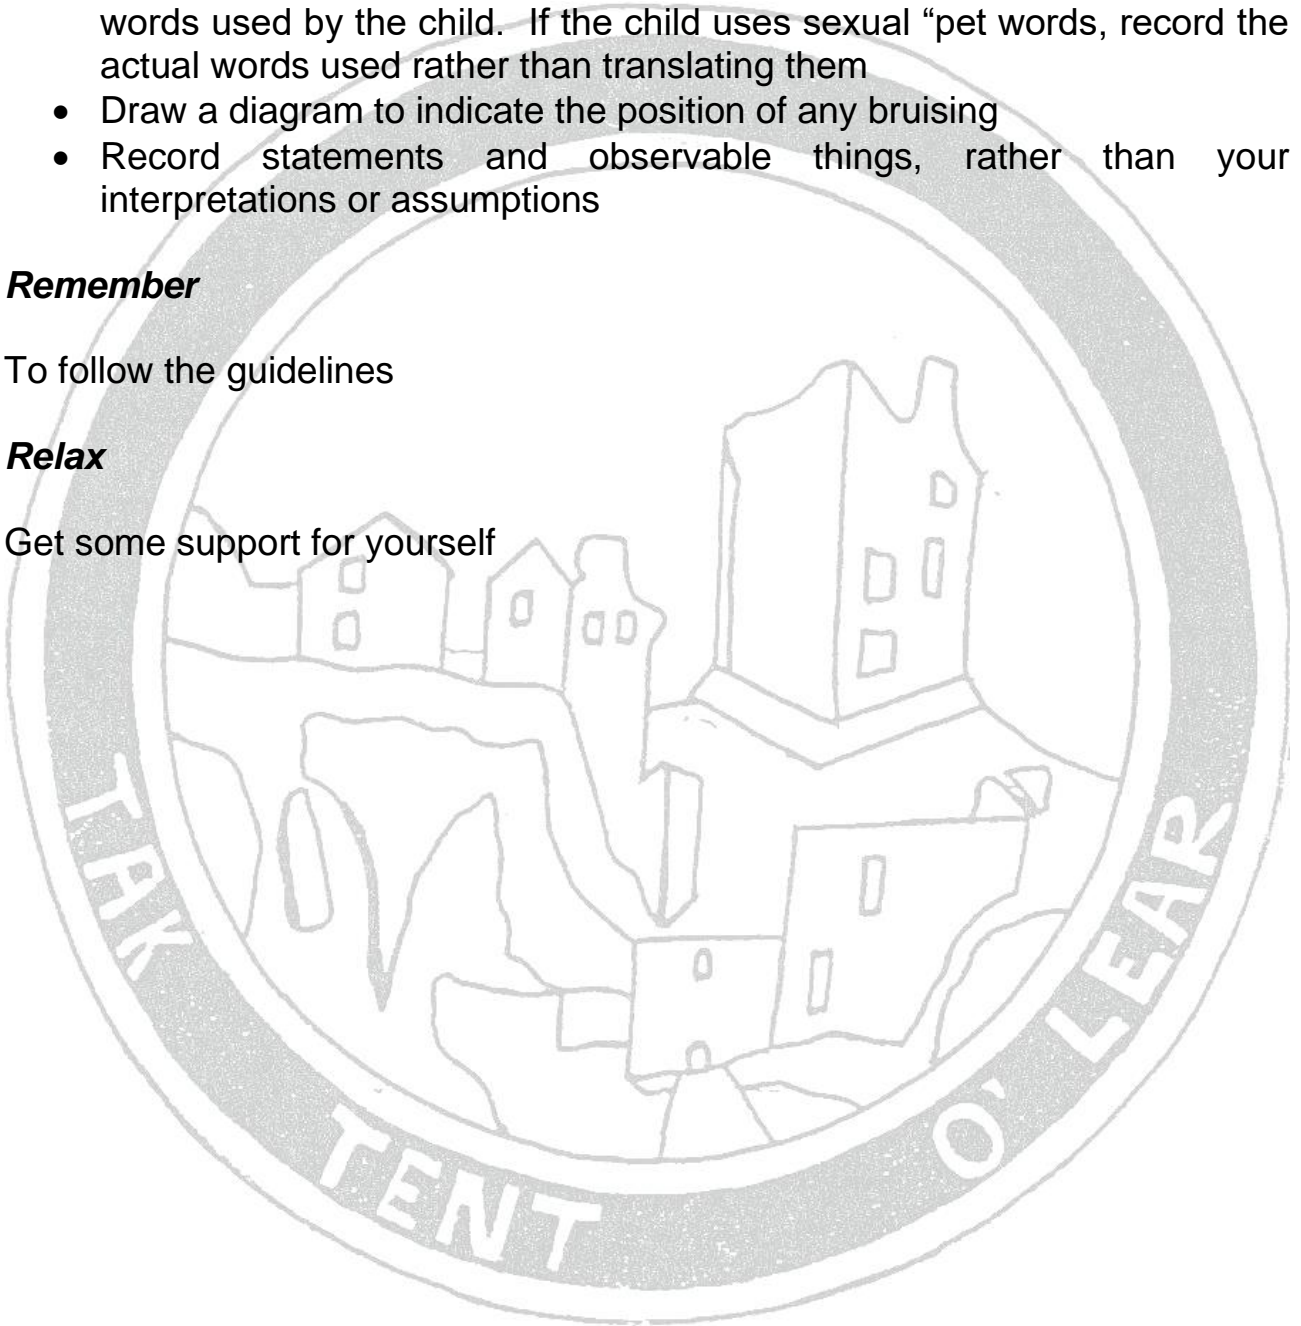 words used by the child.  If the child uses sexual “pet words, record the
actual words used rather than translating them
• Draw a diagram to indicate the position of any bruising
• Record statements and observable things, rather than your
interpretations or assumptions
Remember
To follow the guidelines
Relax
Get some support for yourself
TAK TENT O' LEAR